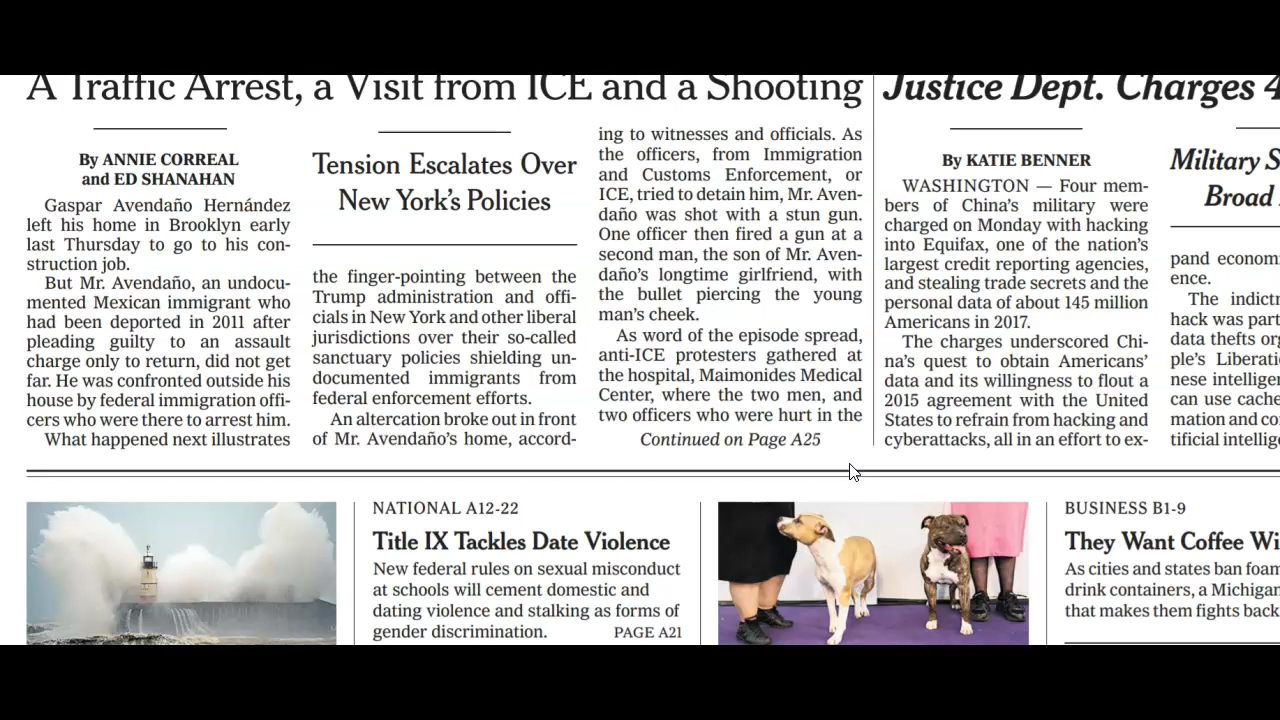 A Traffic Arrest, a Visit from ICE and a Shooting
By ANNIE CORREAL
and ED SHANAHAN
Gaspar Avendaño Hernández
left his home in Brooklyn early
last Thursday to go to his con-
struction job.
But Mr. Avendaño, an undocu-
mented Mexican immigrant who
had been deported in 2011 after
pleading guilty to an assault
charge only to return, did not get
far. He was confronted outside his
house by federal immigration offi-
cers who were there to arrest him.
What happened next illustrates
Tension Escalates Over
New York's Policies
the finger-pointing between the
Trump administration and offi-
cials in New York and other liberal
jurisdictions over their so-called
sanctuary policies shielding un-
documented immigrants from
federal enforcement efforts.
An altercation broke out in front
of Mr. Avendaño's home, accord-
ing to witnesses and officials. As
the officers, from Immigration
and Customs Enforcement, or
ICE, tried to detain him, Mr. Aven-
daño was shot with a stun gun.
One officer then fired a gun at a
second man, the son of Mr. Aven-
daño's longtime girlfriend, with
the bullet piercing the young
man's cheek.
As word of the episode spread,
anti-ICE protesters gathered at
the hospital, Maimonides Medical
Center, where the two men, and
two officers who were hurt in the
Continued on Page A25
Justice Dept. Charges 4
By KATIE BENNER
WASHINGTON — Four mem-
bers of China's military were
charged on Monday with hacking
into Equifax, one of the nation's
largest credit reporting agencies,
and stealing trade secrets and the
personal data of about 145 million
Americans in 2017.
The charges underscored Chi-
na's quest to obtain Americans'
data and its willingness to flout a
2015 agreement with the United
States to refrain from hacking and
cyberattacks, all in an effort to ex-
Military S
Broad
pand econom
ence.
The indictr
hack was part
data thefts org
ple's Liberati
nese intelligen
can use cache
mation and co
tificial intellige
NATIONAL A12-22
Title IX Tackles Date Violence
New federal rules on sexual misconduct
at schools will cement domestic and
dating violence and stalking as forms of
gender discrimination. PAGE A21
BUSINESS B1-9
They Want Coffee Wi
As cities and states ban foam
drink containers, a Michigan
that makes them fights back